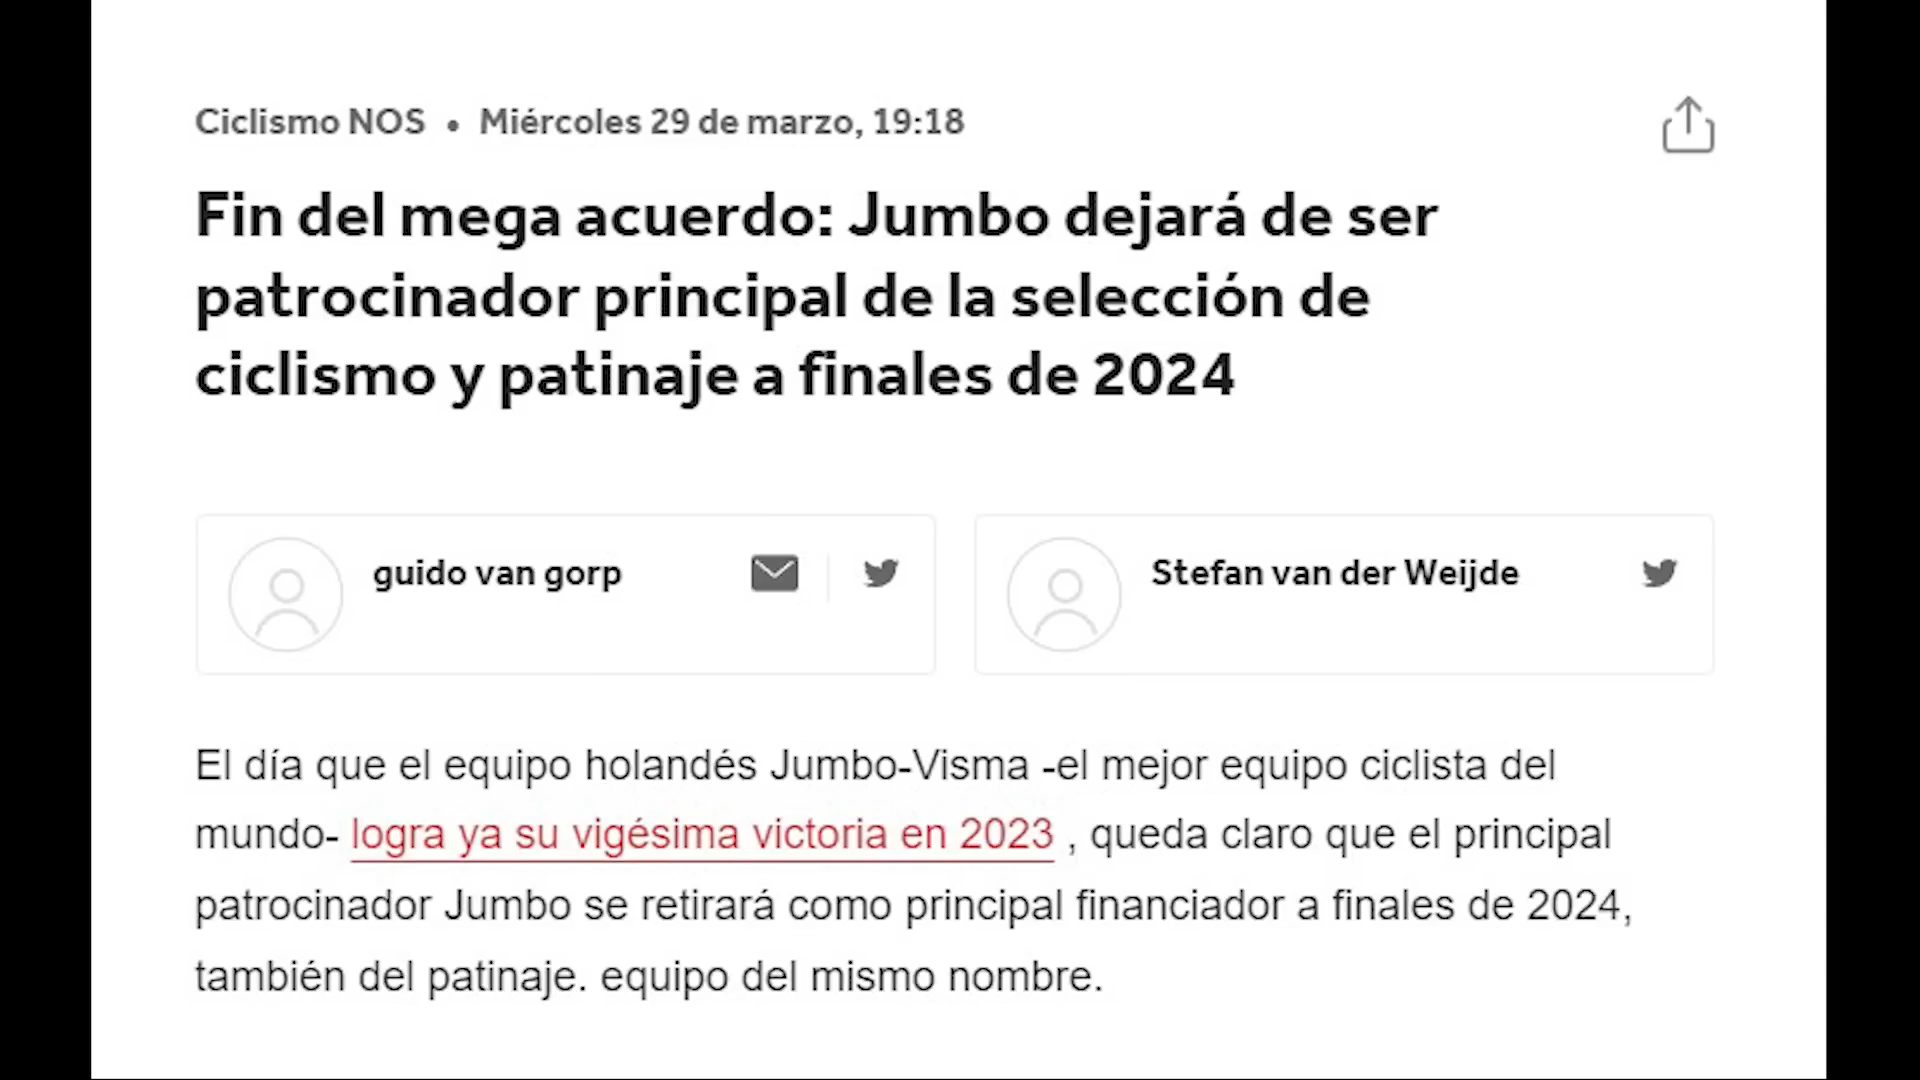 Ciclismo NOS • Miércoles 29 de marzo, 19:18
Fin del mega acuerdo: Jumbo dejará de ser
patrocinador principal de la selección de
ciclismo y patinaje a finales de 2024
guido van gorp
Stefan van der Weijde
El día que el equipo holandés Jumbo-Visma -el mejor equipo ciclista del
mundo- logra ya su vigésima victoria en 2023 , queda claro que el principal
patrocinador Jumbo se retirará como principal financiador a finales de 2024,
también del patinaje. equipo del mismo nombre.